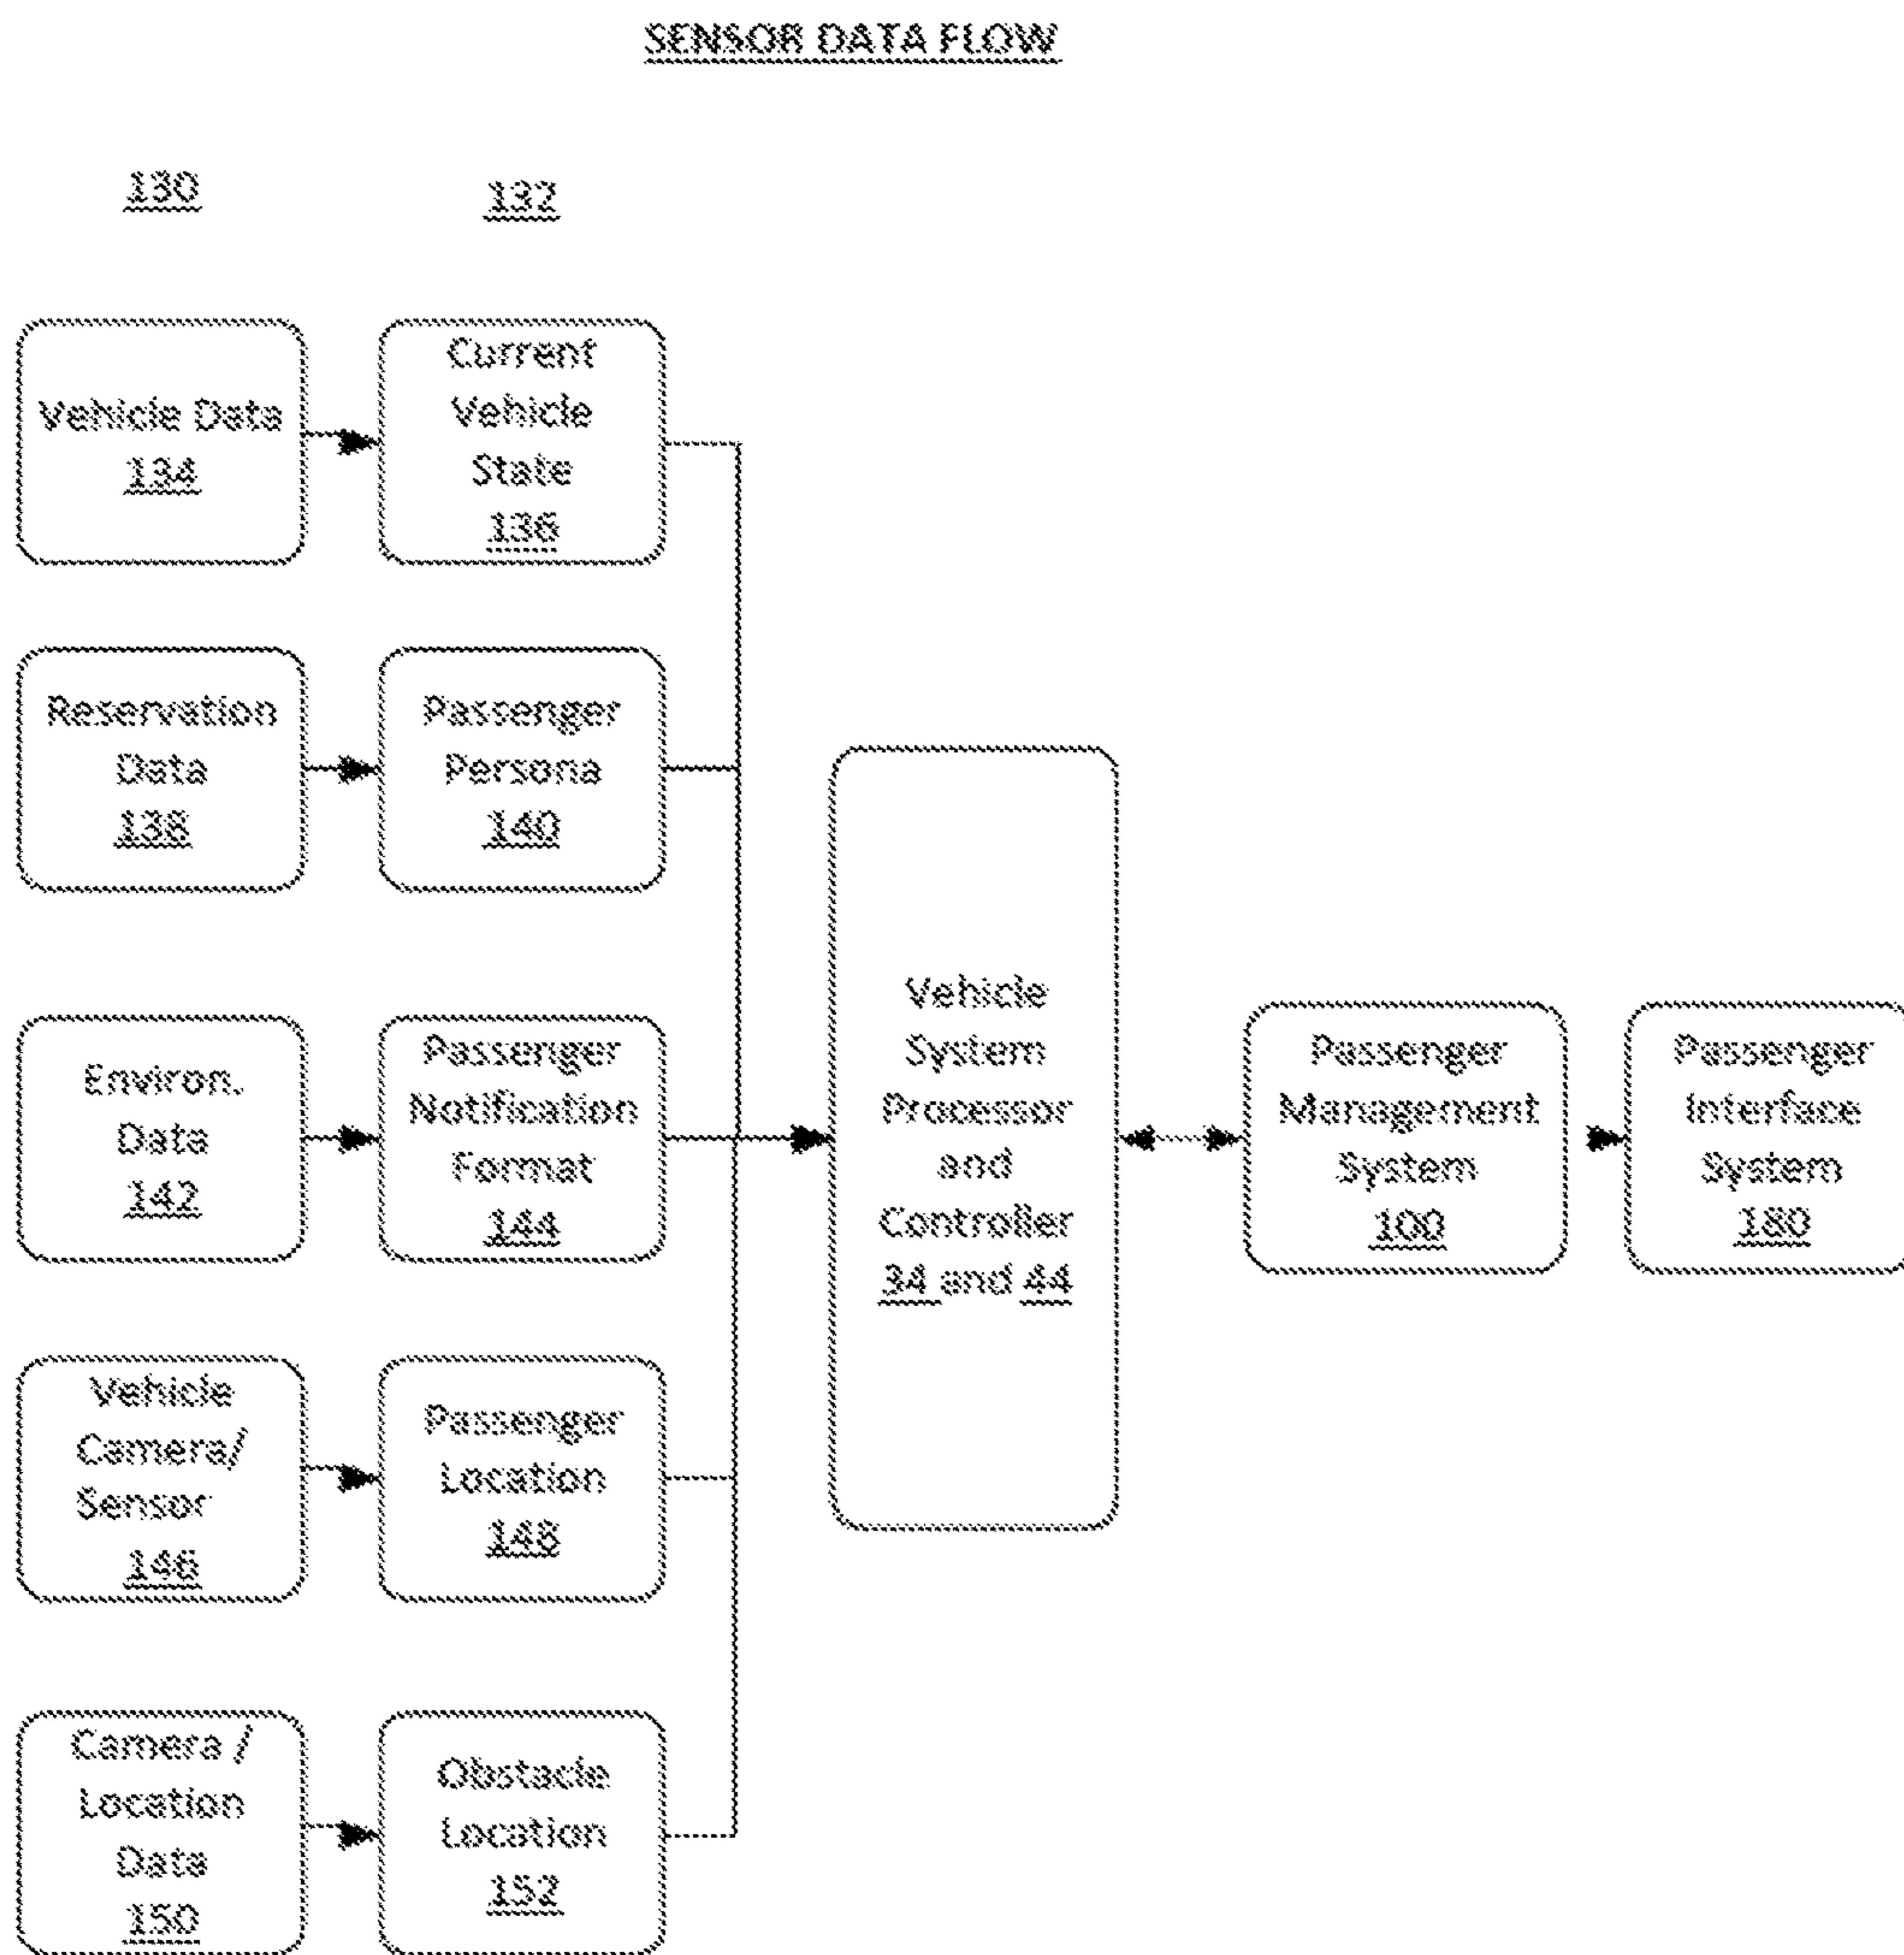 SENSOR DATA FLOW
130
132
Vehicle Data
134
Current
Vehicle
State
136
Reservation
Data
138
Passenger
Persona
140
Environ.
Data
142
Passenger
Notification
Format
144
Vehicle
Camera/
Sensor
146
Passenger
Location
148
Camera /
Location
Data
150
Obstacle
Location
152
Vehicle
System
Processor
and
Controller
34 and 44
Passenger
Management
System
100
Passenger
Interface
System
180